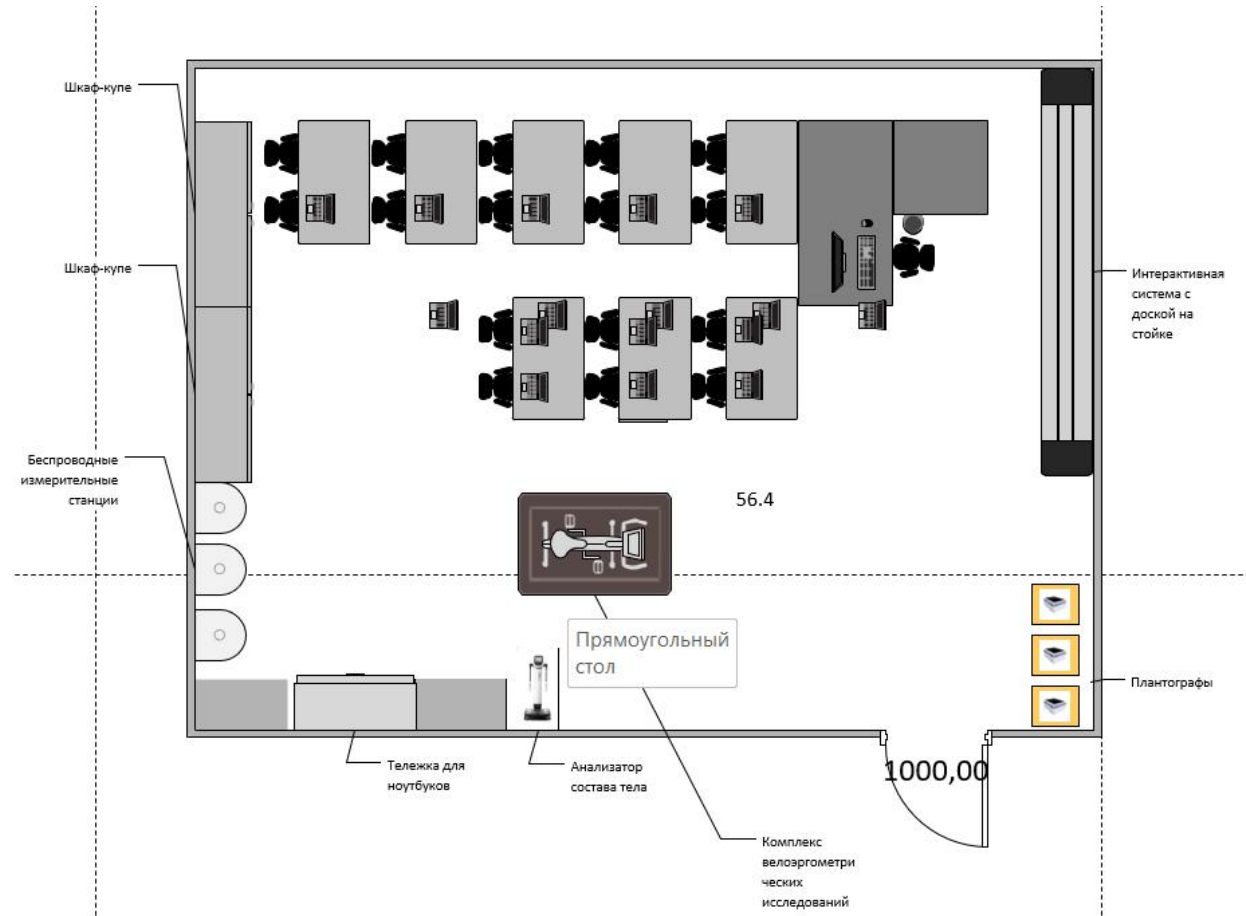 Шкаф-купе
Шкаф-купе
Интерактивная
система с
доской на
стойке
Беспроводные
измерительные
станции
56.4
Прямоугольный
стол
Плантографы
Тележка для
ноутбуков
Анализатор
состава тела
1000,00
Комплекс
велоэргометри
ческих
исследований